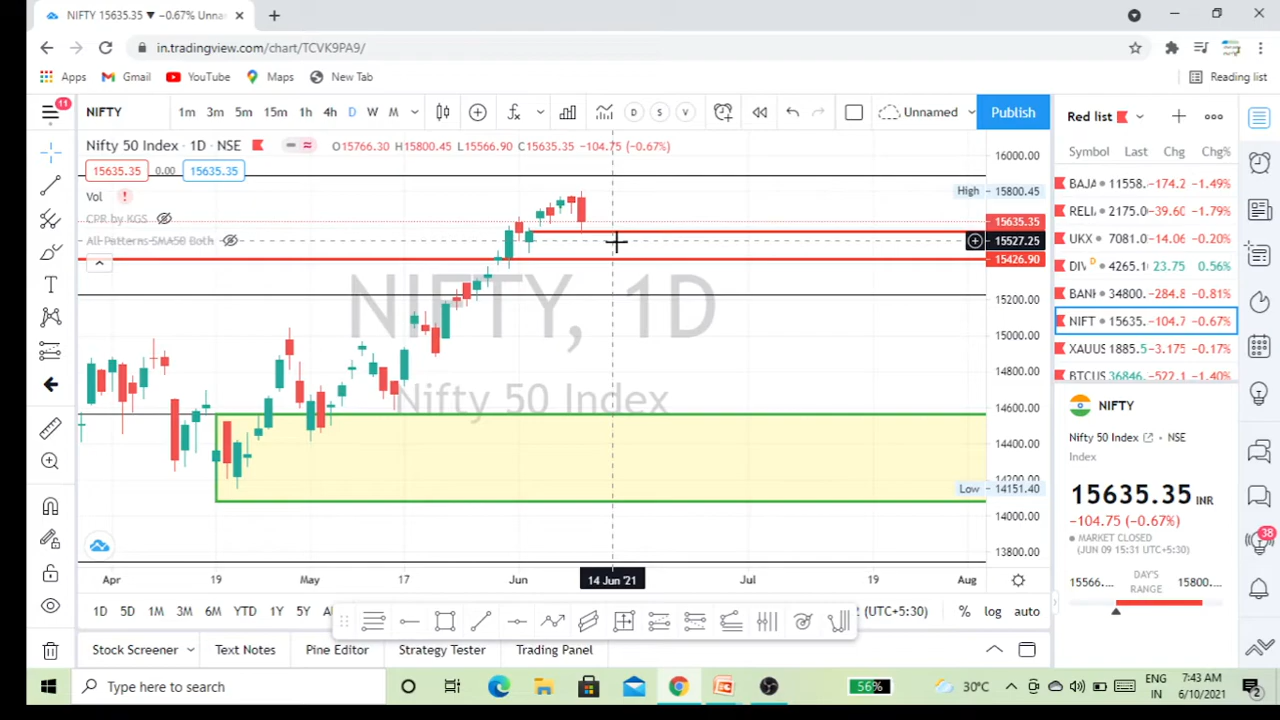 NIFTY 15635.35 ▼ −0.67% Unna
in.tradingview.com/chart/TCVK9PA9/
Apps Gmail YouTube Maps New Tab Reading list
11
NIFTY 1m 3m 5m 15m 1h 4h D W M D S V Unnamed Publish
Red list
Nifty 50 Index · 1D · NSE O15766.30 H15800.45 L15566.90 C15635.35 −104.75 (−0.67%)
15635.35 0.00 15635.35
Vol !
CPR by KGS
All Patterns SMA50 Both
NIFTY, 1D
Nifty 50 Index
16000.00
High 15800.45
15635.35
15527.25
15426.90
15200.00
15000.00
14800.00
14600.00
14400.00
14200.00
Low 14151.40
14000.00
13800.00
Apr 19 May 17 Jun 14 Jun '21 Jul 19 Aug
Symbol Last Chg Chg%
BAJA 11558. −174.2 −1.49%
RELI 2175.0 −39.60 −1.79%
UKX 7081.0 −14.06 −0.20%
DIV D 4265.1 23.75 0.56%
BANI 34800. −284.8 −0.81%
NIFT 15635. −104.7 −0.67%
XAUUS 1885.5 −3.175 −0.17%
BTCUS 36846. −522.1 −1.40%
NIFTY
Nifty 50 Index · NSE
Index
15635.35 INR
−104.75 (−0.67%)
MARKET CLOSED
(JUN 09 15:31 UTC+5:30)
15566.... DAY'S RANGE 15800....
38
1D 5D 1M 3M 6M YTD 1Y 5Y (UTC+5:30) % log auto
Stock Screener Text Notes Pine Editor Strategy Tester Trading Panel
Type here to search
56%
30°C
ENG
IN
7:43 AM
6/10/2021
2